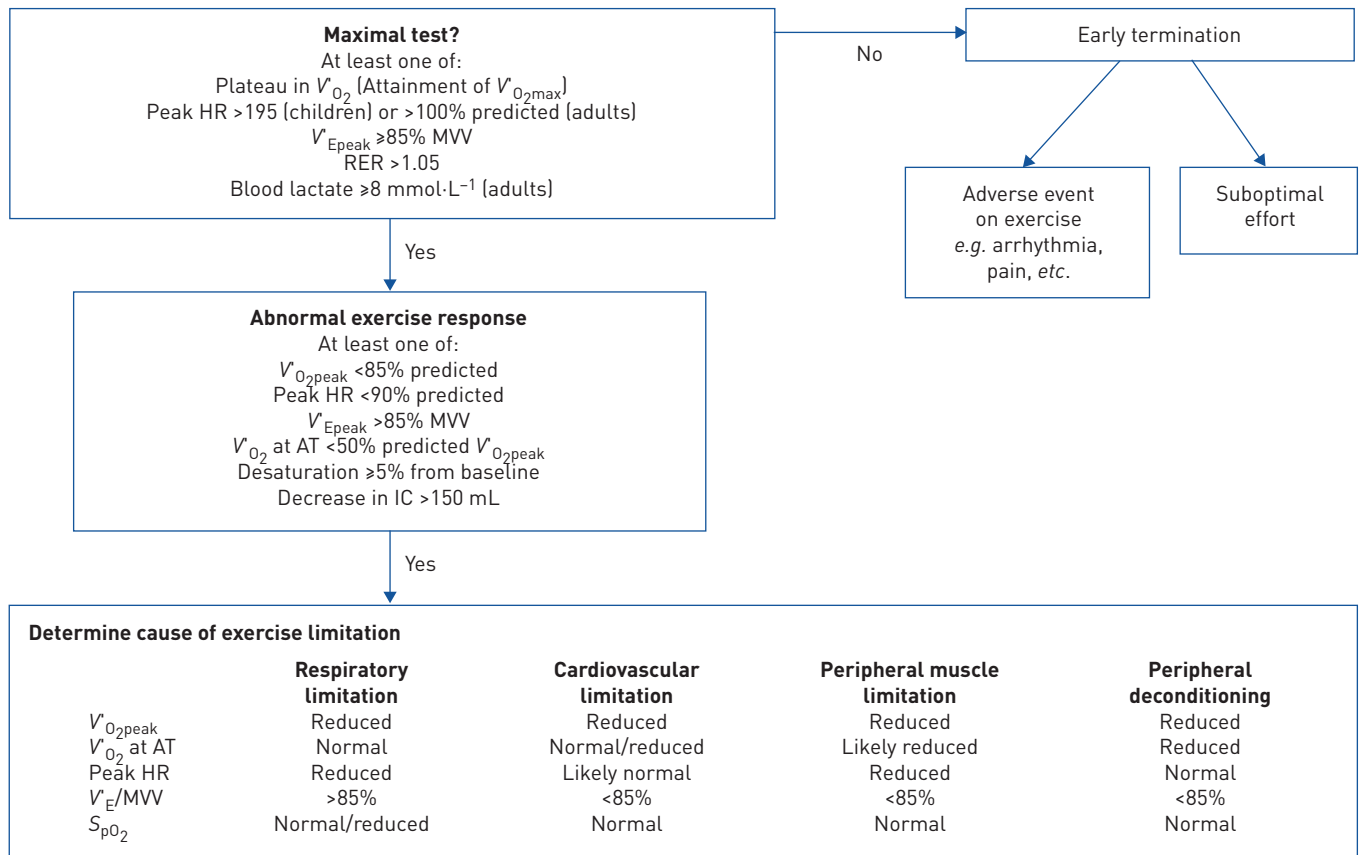 Maximal test?
At least one of:
Plateau in V'O2 (Attainment of V'O2max)
Peak HR >195 (children) or >100% predicted (adults)
V'Epeak ≥85% MVV
RER >1.05
Blood lactate ≥8 mmol·L–1 (adults)
No
Early termination
Adverse event
on exercise
e.g. arrhythmia,
pain, etc.
Suboptimal
effort
Yes
Abnormal exercise response
At least one of:
V'O2peak <85% predicted
Peak HR <90% predicted
V'Epeak >85% MVV
V'O2 at AT <50% predicted V'O2peak
Desaturation ≥5% from baseline
Decrease in IC >150 mL
Yes
Determine cause of exercise limitation
Respiratory Cardiovascular Peripheral muscle Peripheral
limitation limitation limitation deconditioning
V'O2peak Reduced Reduced Reduced Reduced
V'O2 at AT Normal Normal/reduced Likely reduced Reduced
Peak HR Reduced Likely normal Reduced Normal
V'E/MVV >85% <85% <85% <85%
SpO2 Normal/reduced Normal Normal Normal